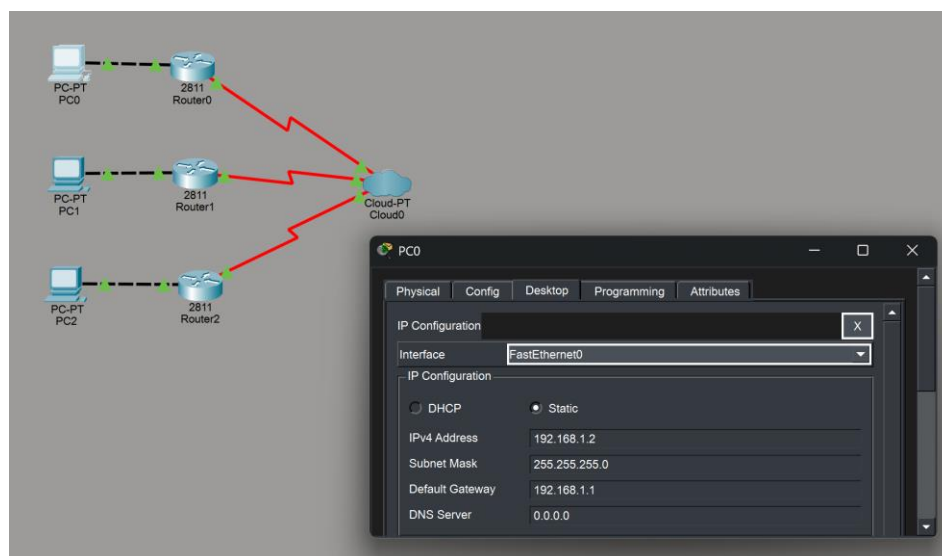 PC-PT
PC0
2811
Router0
PC-PT
PC1
2811
Router1
Cloud-PT
Cloud0
PC-PT
PC2
2811
Router2
PC0
Physical Config Desktop Programming Attributes
IP Configuration X
Interface FastEthernet0
IP Configuration
DHCP Static
IPv4 Address 192.168.1.2
Subnet Mask 255.255.255.0
Default Gateway 192.168.1.1
DNS Server 0.0.0.0